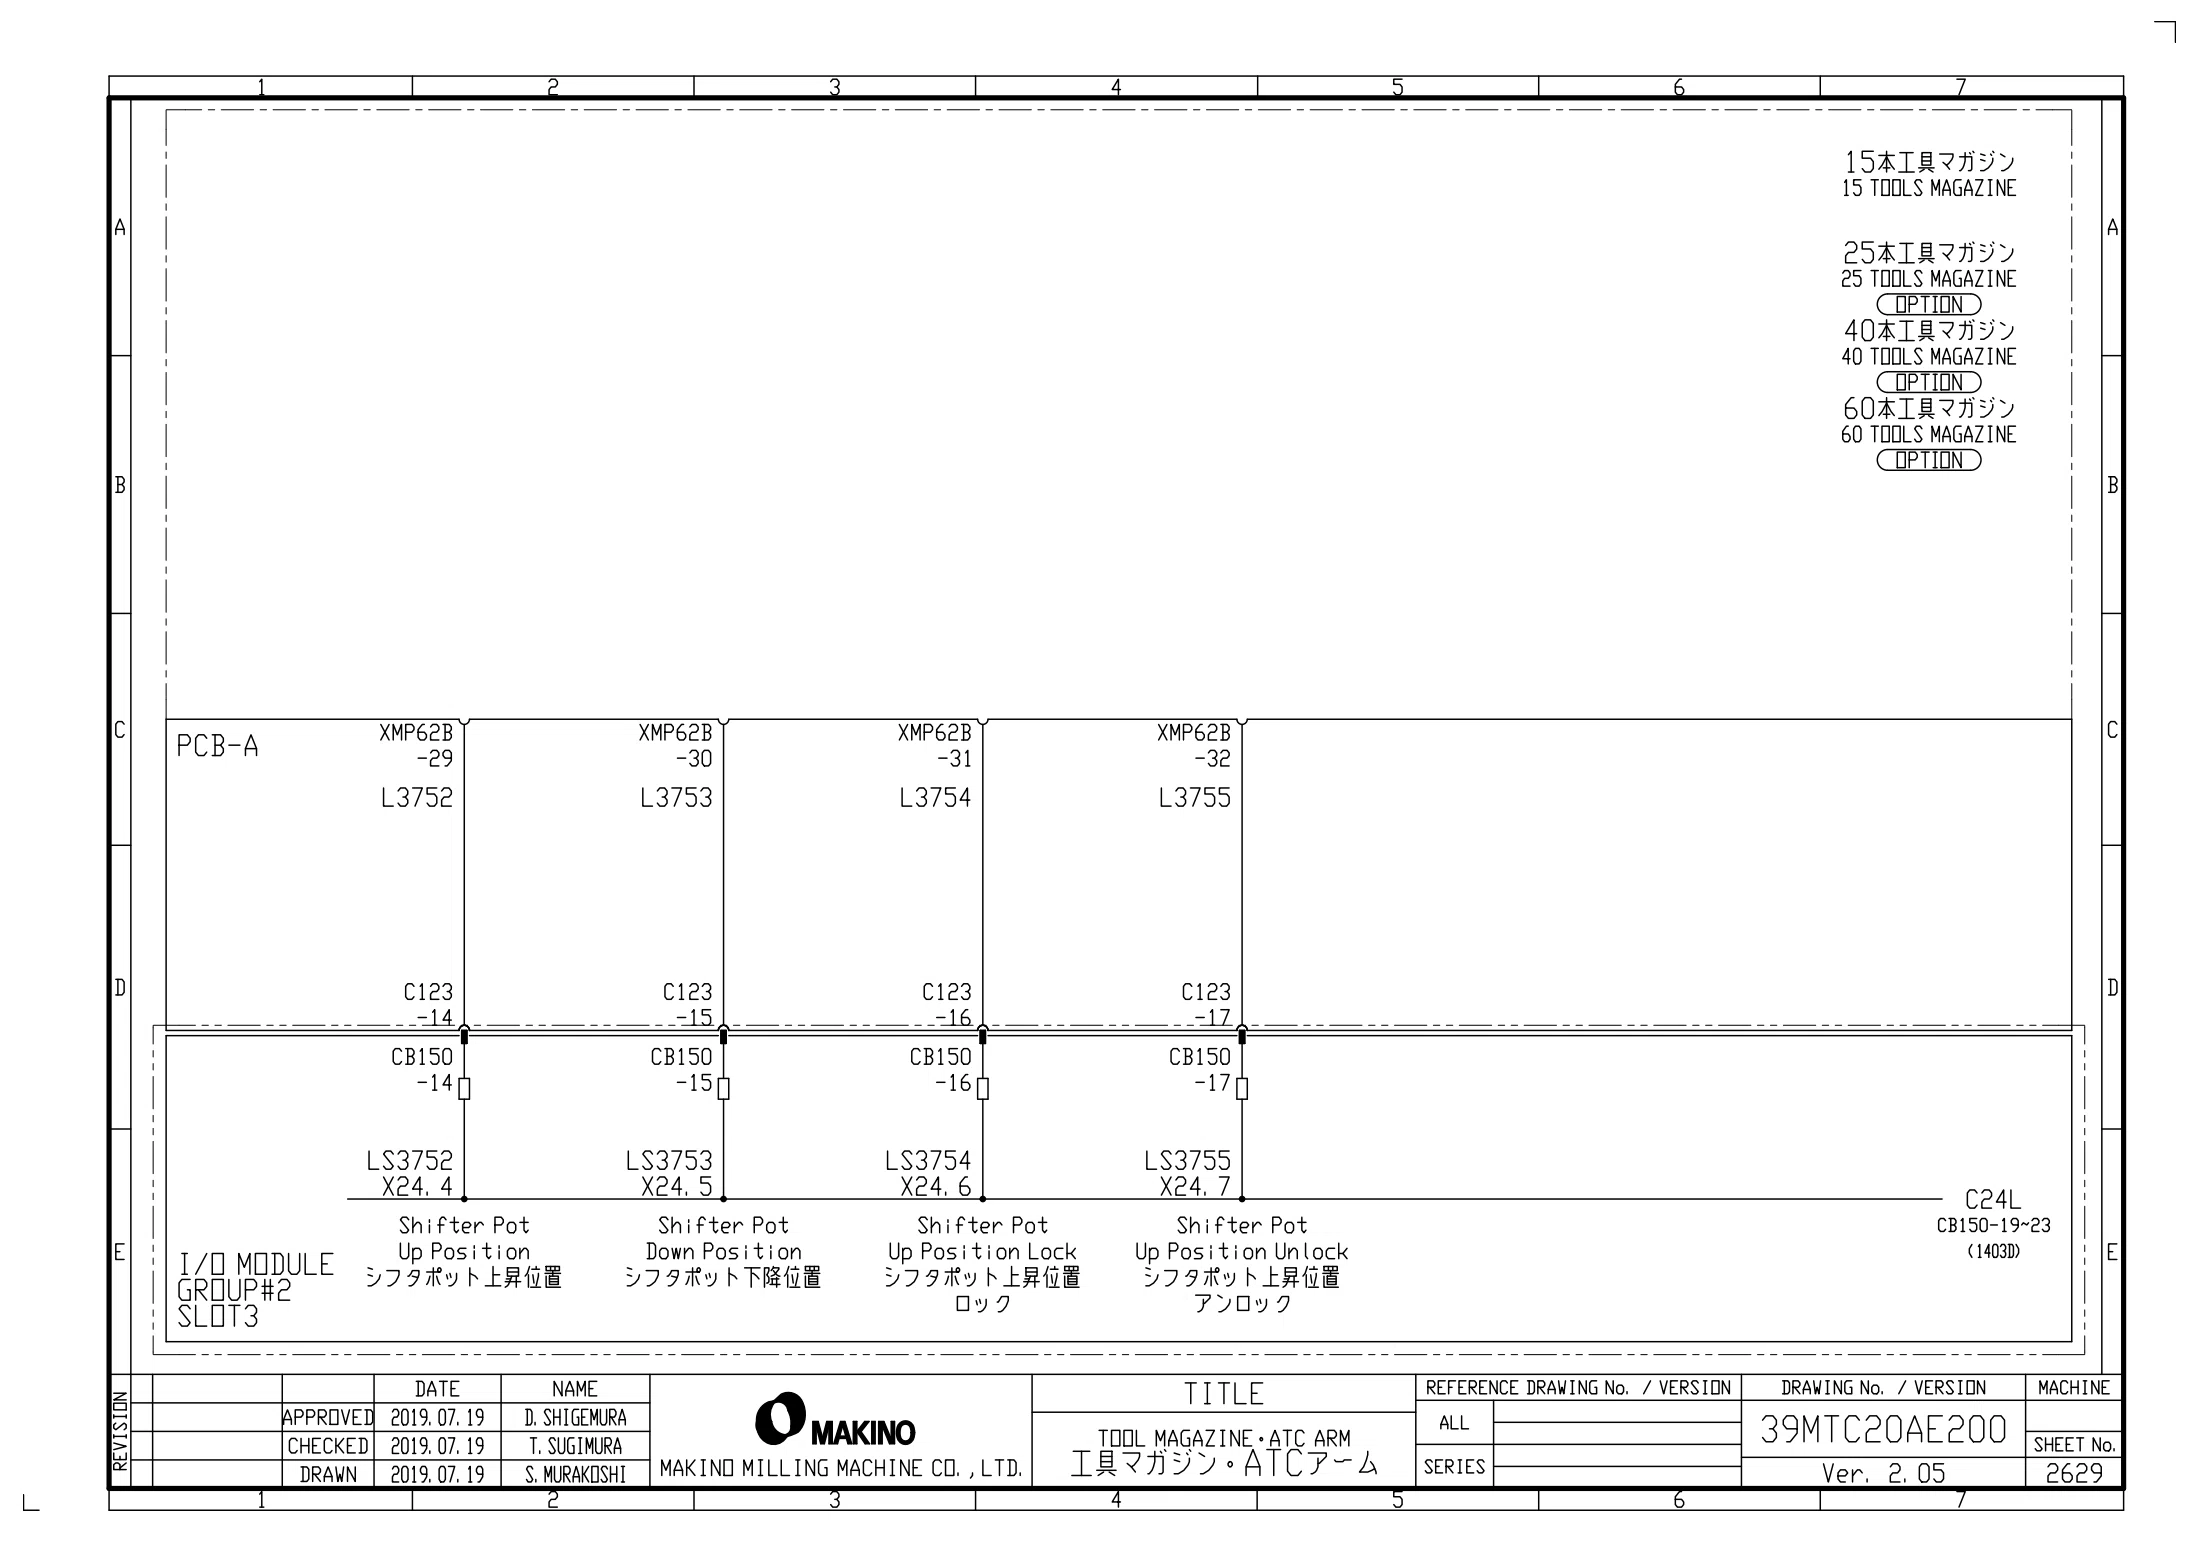 1 2 3 4 5 6 7
15本工具マガジン
15 TOOLS MAGAZINE
A A
25本工具マガジン
25 TOOLS MAGAZINE
OPTION
40本工具マガジン
40 TOOLS MAGAZINE
OPTION
60本工具マガジン
60 TOOLS MAGAZINE
OPTION
B B
C C
PCB-A
XMP62B XMP62B XMP62B XMP62B
-29 -30 -31 -32
L3752 L3753 L3754 L3755
D D
C123 C123 C123 C123
-14 -15 -16 -17
CB150 CB150 CB150 CB150
-14 -15 -16 -17
LS3752 LS3753 LS3754 LS3755
X24.4 X24.5 X24.6 X24.7
C24L
CB150-19~23
(1403D)
Shifter Pot
Up Position
シフタポット上昇位置
Shifter Pot
Down Position
シフタポット下降位置
Shifter Pot
Up Position Lock
シフタポット上昇位置
ロック
Shifter Pot
Up Position Unlock
シフタポット上昇位置
アンロック
E E
I/O MODULE
GROUP#2
SLOT3
REVISION
DATE NAME
APPROVED 2019.07.19 D. SHIGEMURA
CHECKED 2019.07.19 T. SUGIMURA
DRAWN 2019.07.19 S. MURAKOSHI
MAKINO
MAKINO MILLING MACHINE CO.,LTD.
TITLE
TOOL MAGAZINE・ATC ARM
工具マガジン・ATCアーム
REFERENCE DRAWING No. / VERSION
ALL
SERIES
DRAWING No. / VERSION
39MTC20AE200
Ver. 2.05
MACHINE
SHEET No.
2629
1 2 3 4 5 6 7